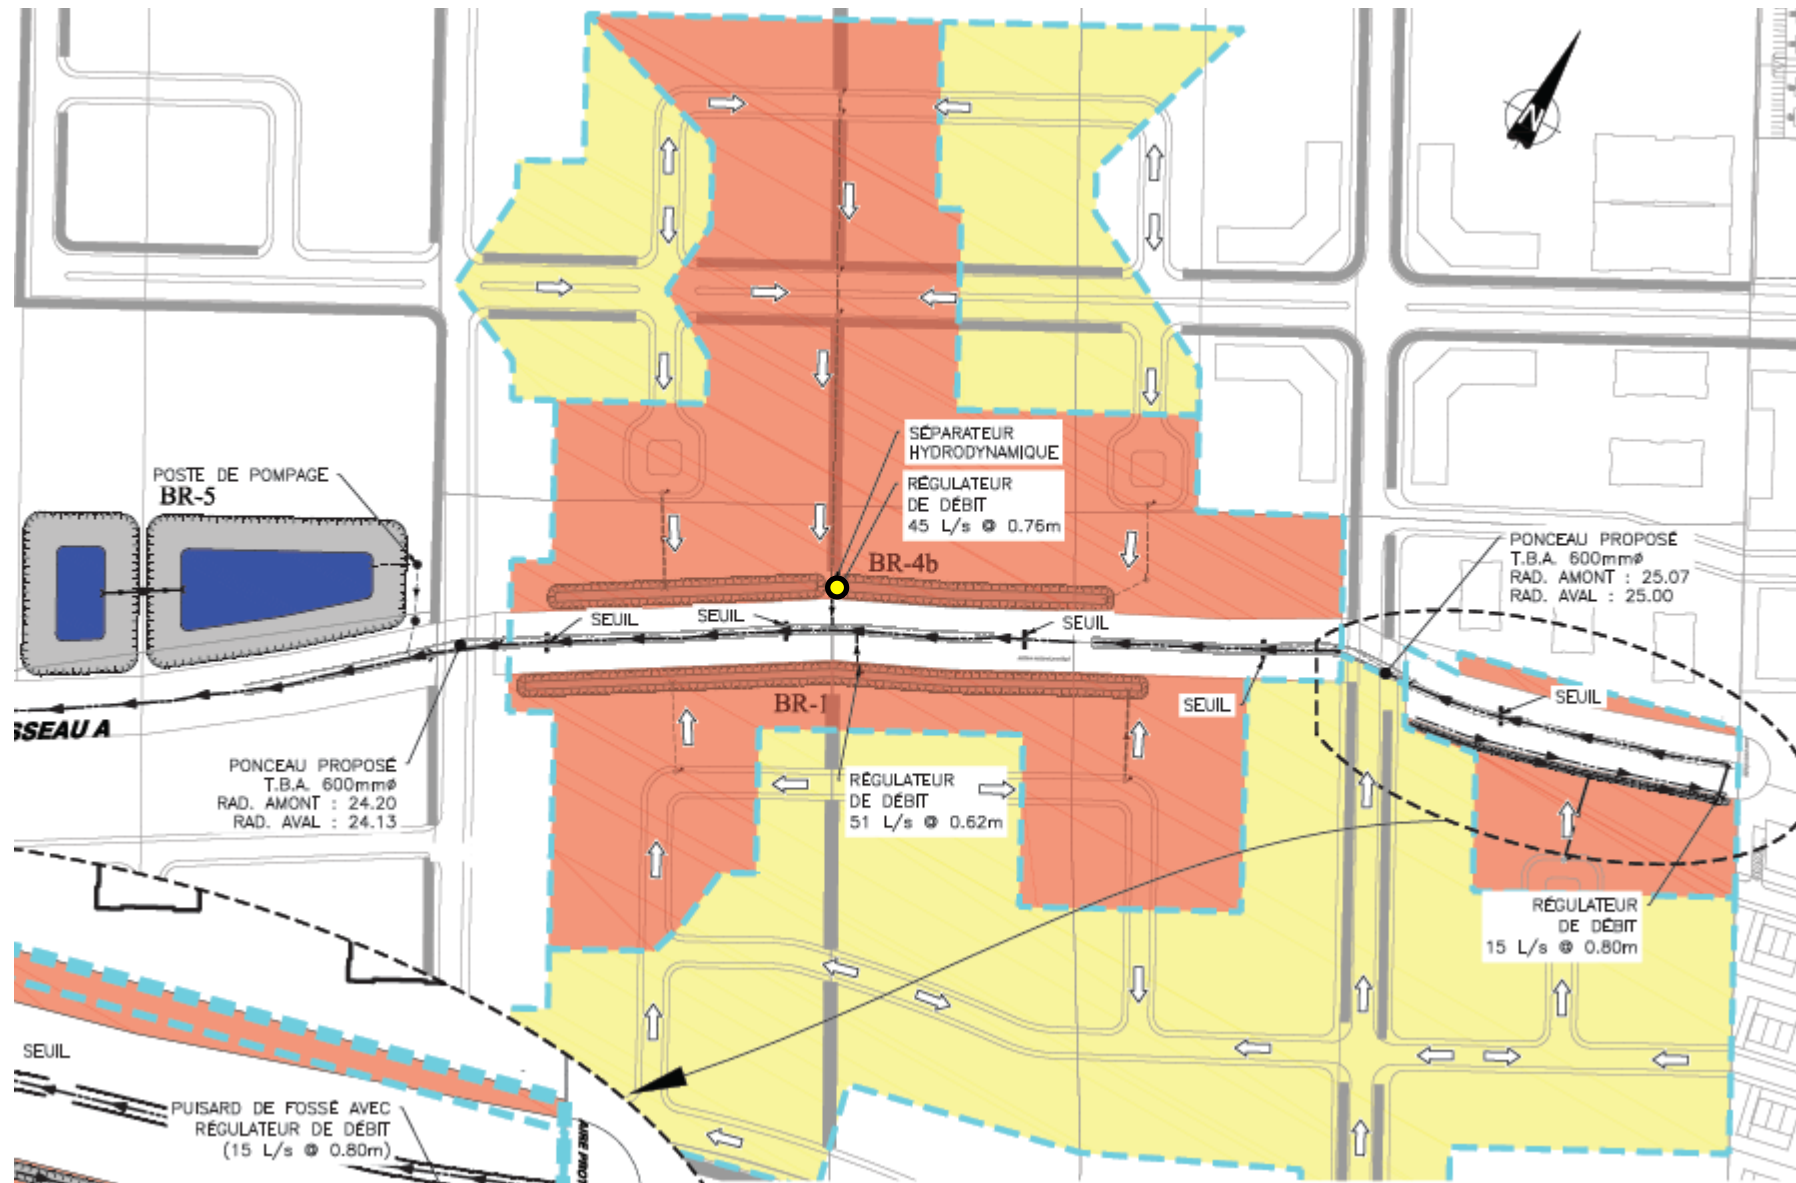 N
POSTE DE POMPAGE
BR-5
SÉPARATEUR
HYDRODYNAMIQUE
RÉGULATEUR
DE DÉBIT
45 L/s @ 0.76m
BR-4b
PONCEAU PROPOSÉ
T.B.A. 600mmø
RAD. AMONT : 25.07
RAD. AVAL : 25.00
SEUIL
SEUIL
SEUIL
SEUIL
SEUIL
BR-1
SSEAU A
PONCEAU PROPOSÉ
T.B.A. 600mmø
RAD. AMONT : 24.20
RAD. AVAL : 24.13
RÉGULATEUR
DE DÉBIT
51 L/s @ 0.62m
RÉGULATEUR
DE DÉBIT
15 L/s @ 0.80m
SEUIL
PUISARD DE FOSSÉ AVEC
RÉGULATEUR DE DÉBIT
(15 L/s @ 0.80m)
AIRE PROT